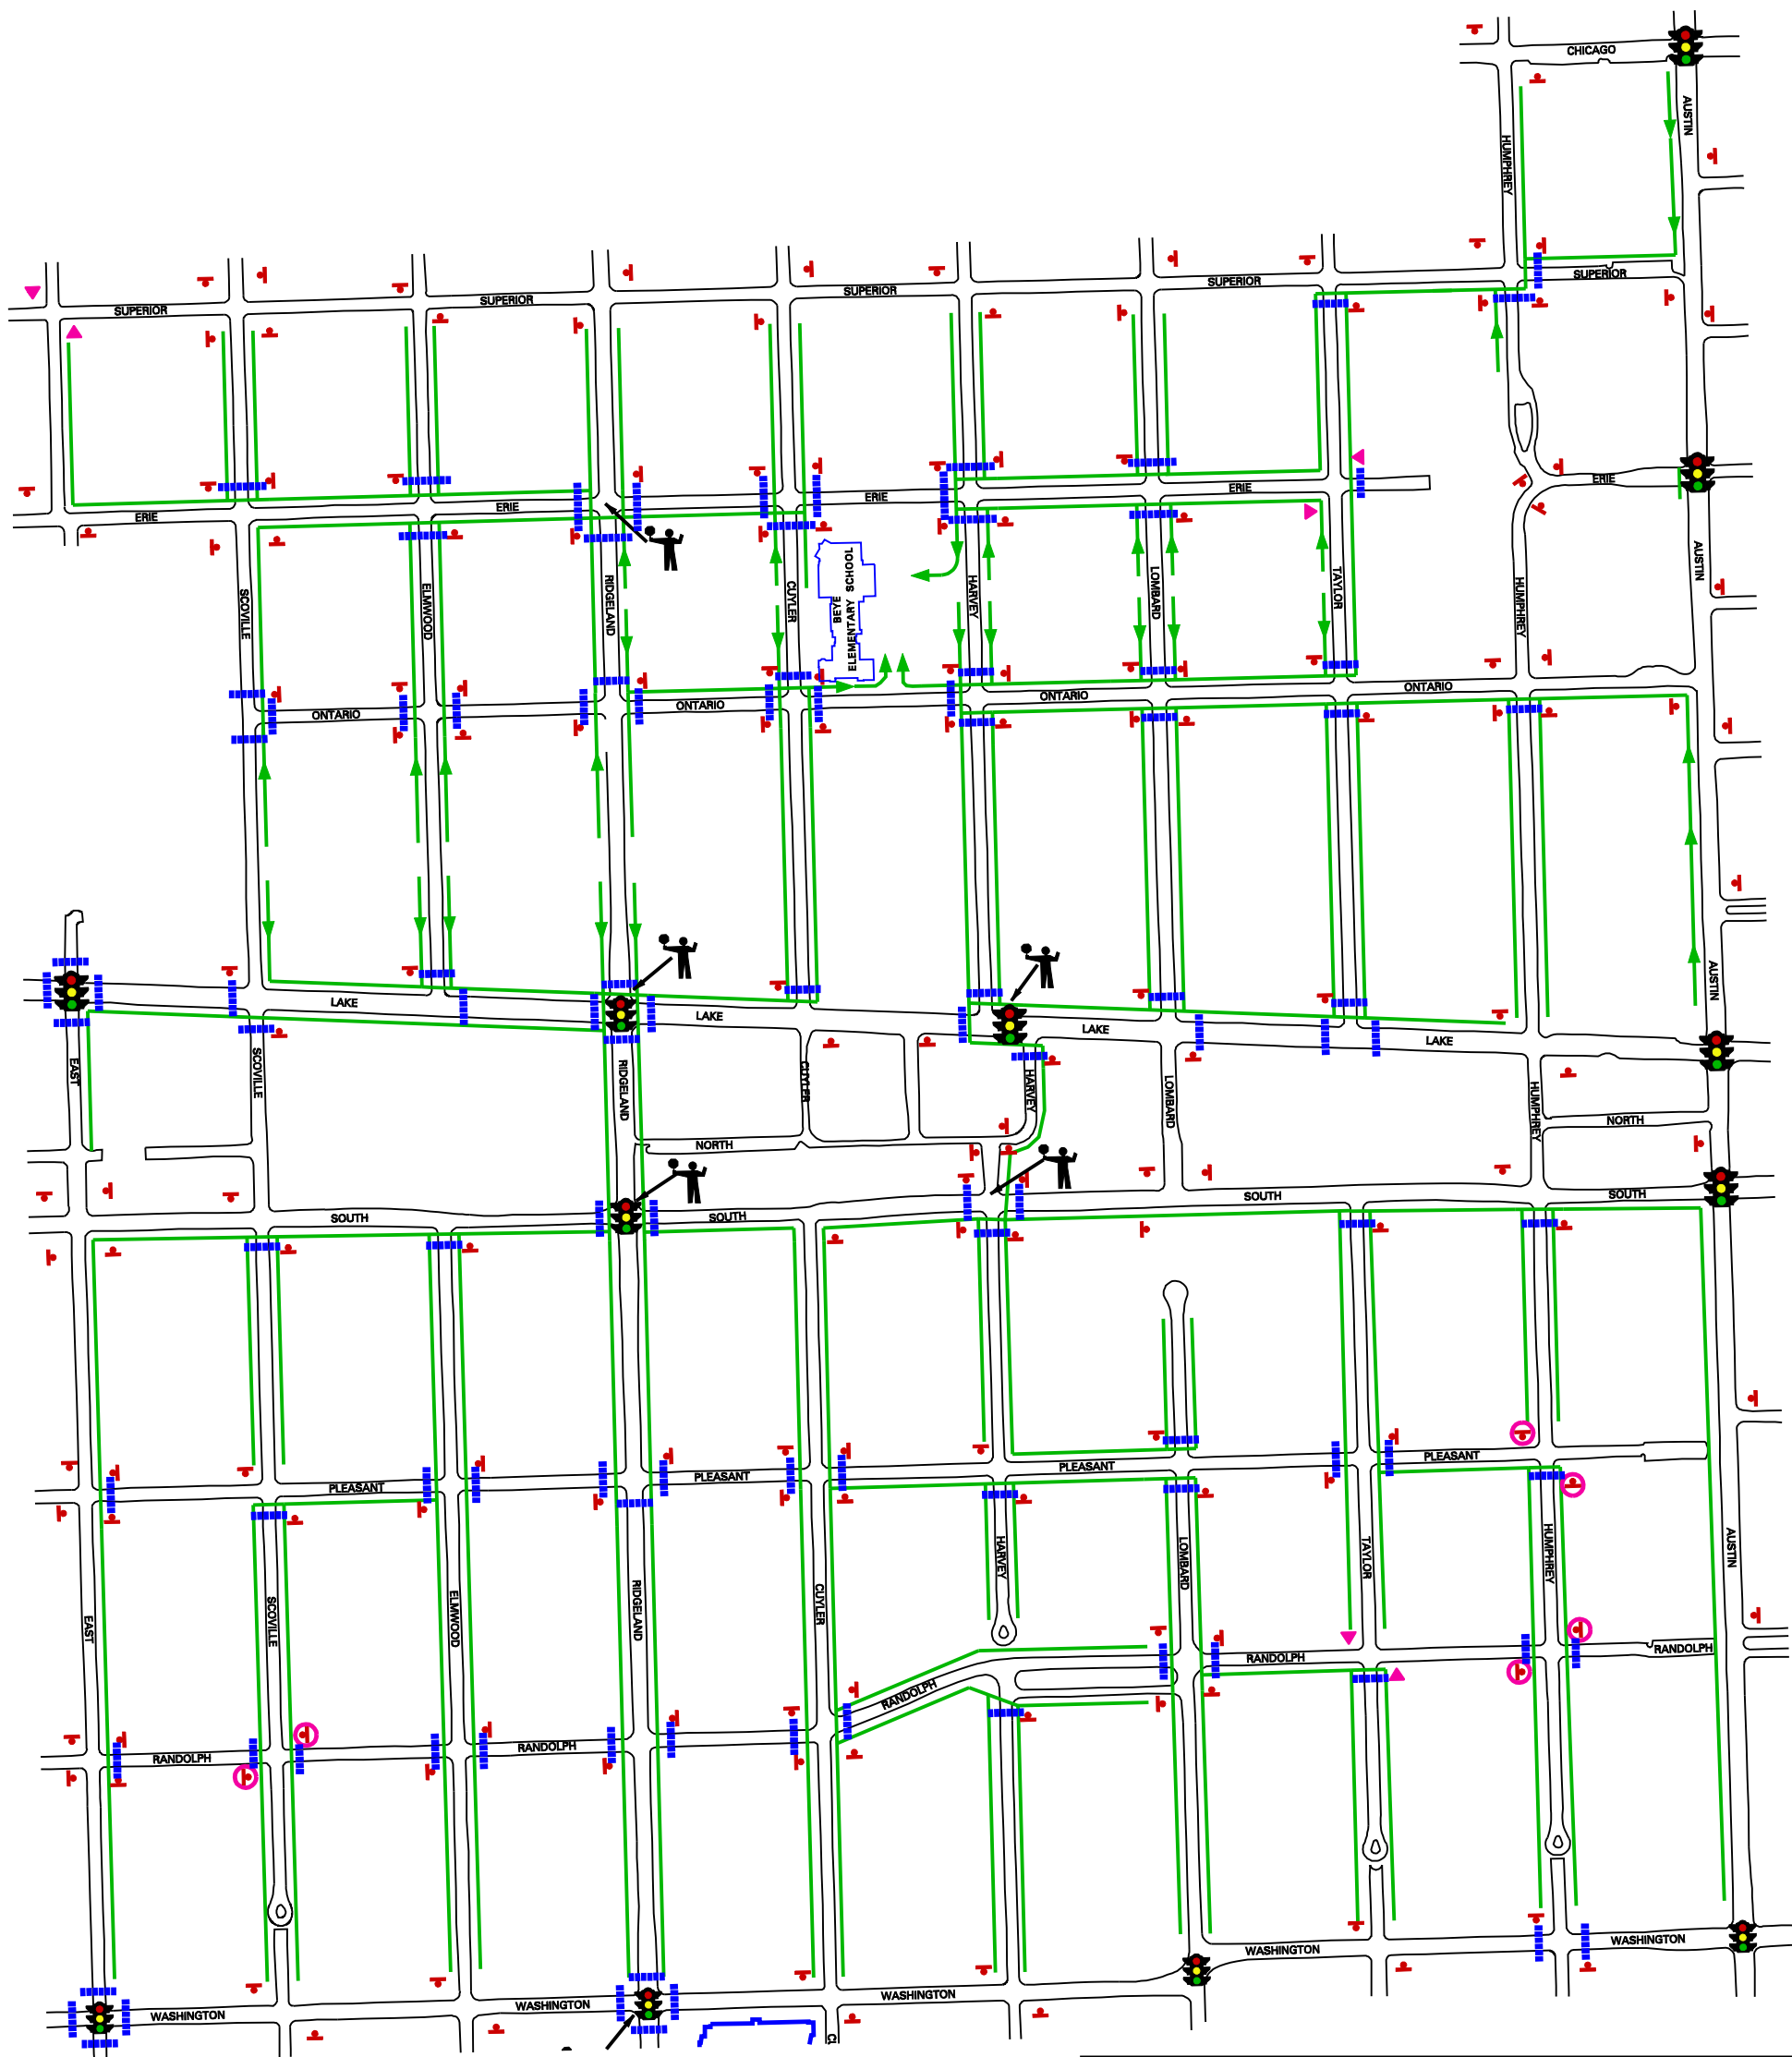 CHICAGO
AUSTIN
HUMPHREY
SUPERIOR
SUPERIOR
SUPERIOR
SUPERIOR
SUPERIOR
ERIE
ERIE
ERIE
ERIE
ERIE
AUSTIN
BEYE
ELEMENTARY SCHOOL
SCOVILLE
ELMWOOD
RIDGELAND
CUYLER
HARVEY
LOMBARD
TAYLOR
HUMPHREY
ONTARIO
ONTARIO
ONTARIO
ONTARIO
AUSTIN
LAKE
LAKE
LAKE
LAKE
EAST
SCOVILLE
RIDGELAND
CUYLER
HARVEY
LOMBARD
HUMPHREY
NORTH
NORTH
SOUTH
SOUTH
SOUTH
SOUTH
PLEASANT
PLEASANT
PLEASANT
PLEASANT
EAST
SCOVILLE
ELMWOOD
RIDGELAND
CUYLER
HARVEY
LOMBARD
TAYLOR
HUMPHREY
AUSTIN
RANDOLPH
RANDOLPH
RANDOLPH
RANDOLPH
RANDOLPH
WASHINGTON
WASHINGTON
WASHINGTON
WASHINGTON
WASHINGTON